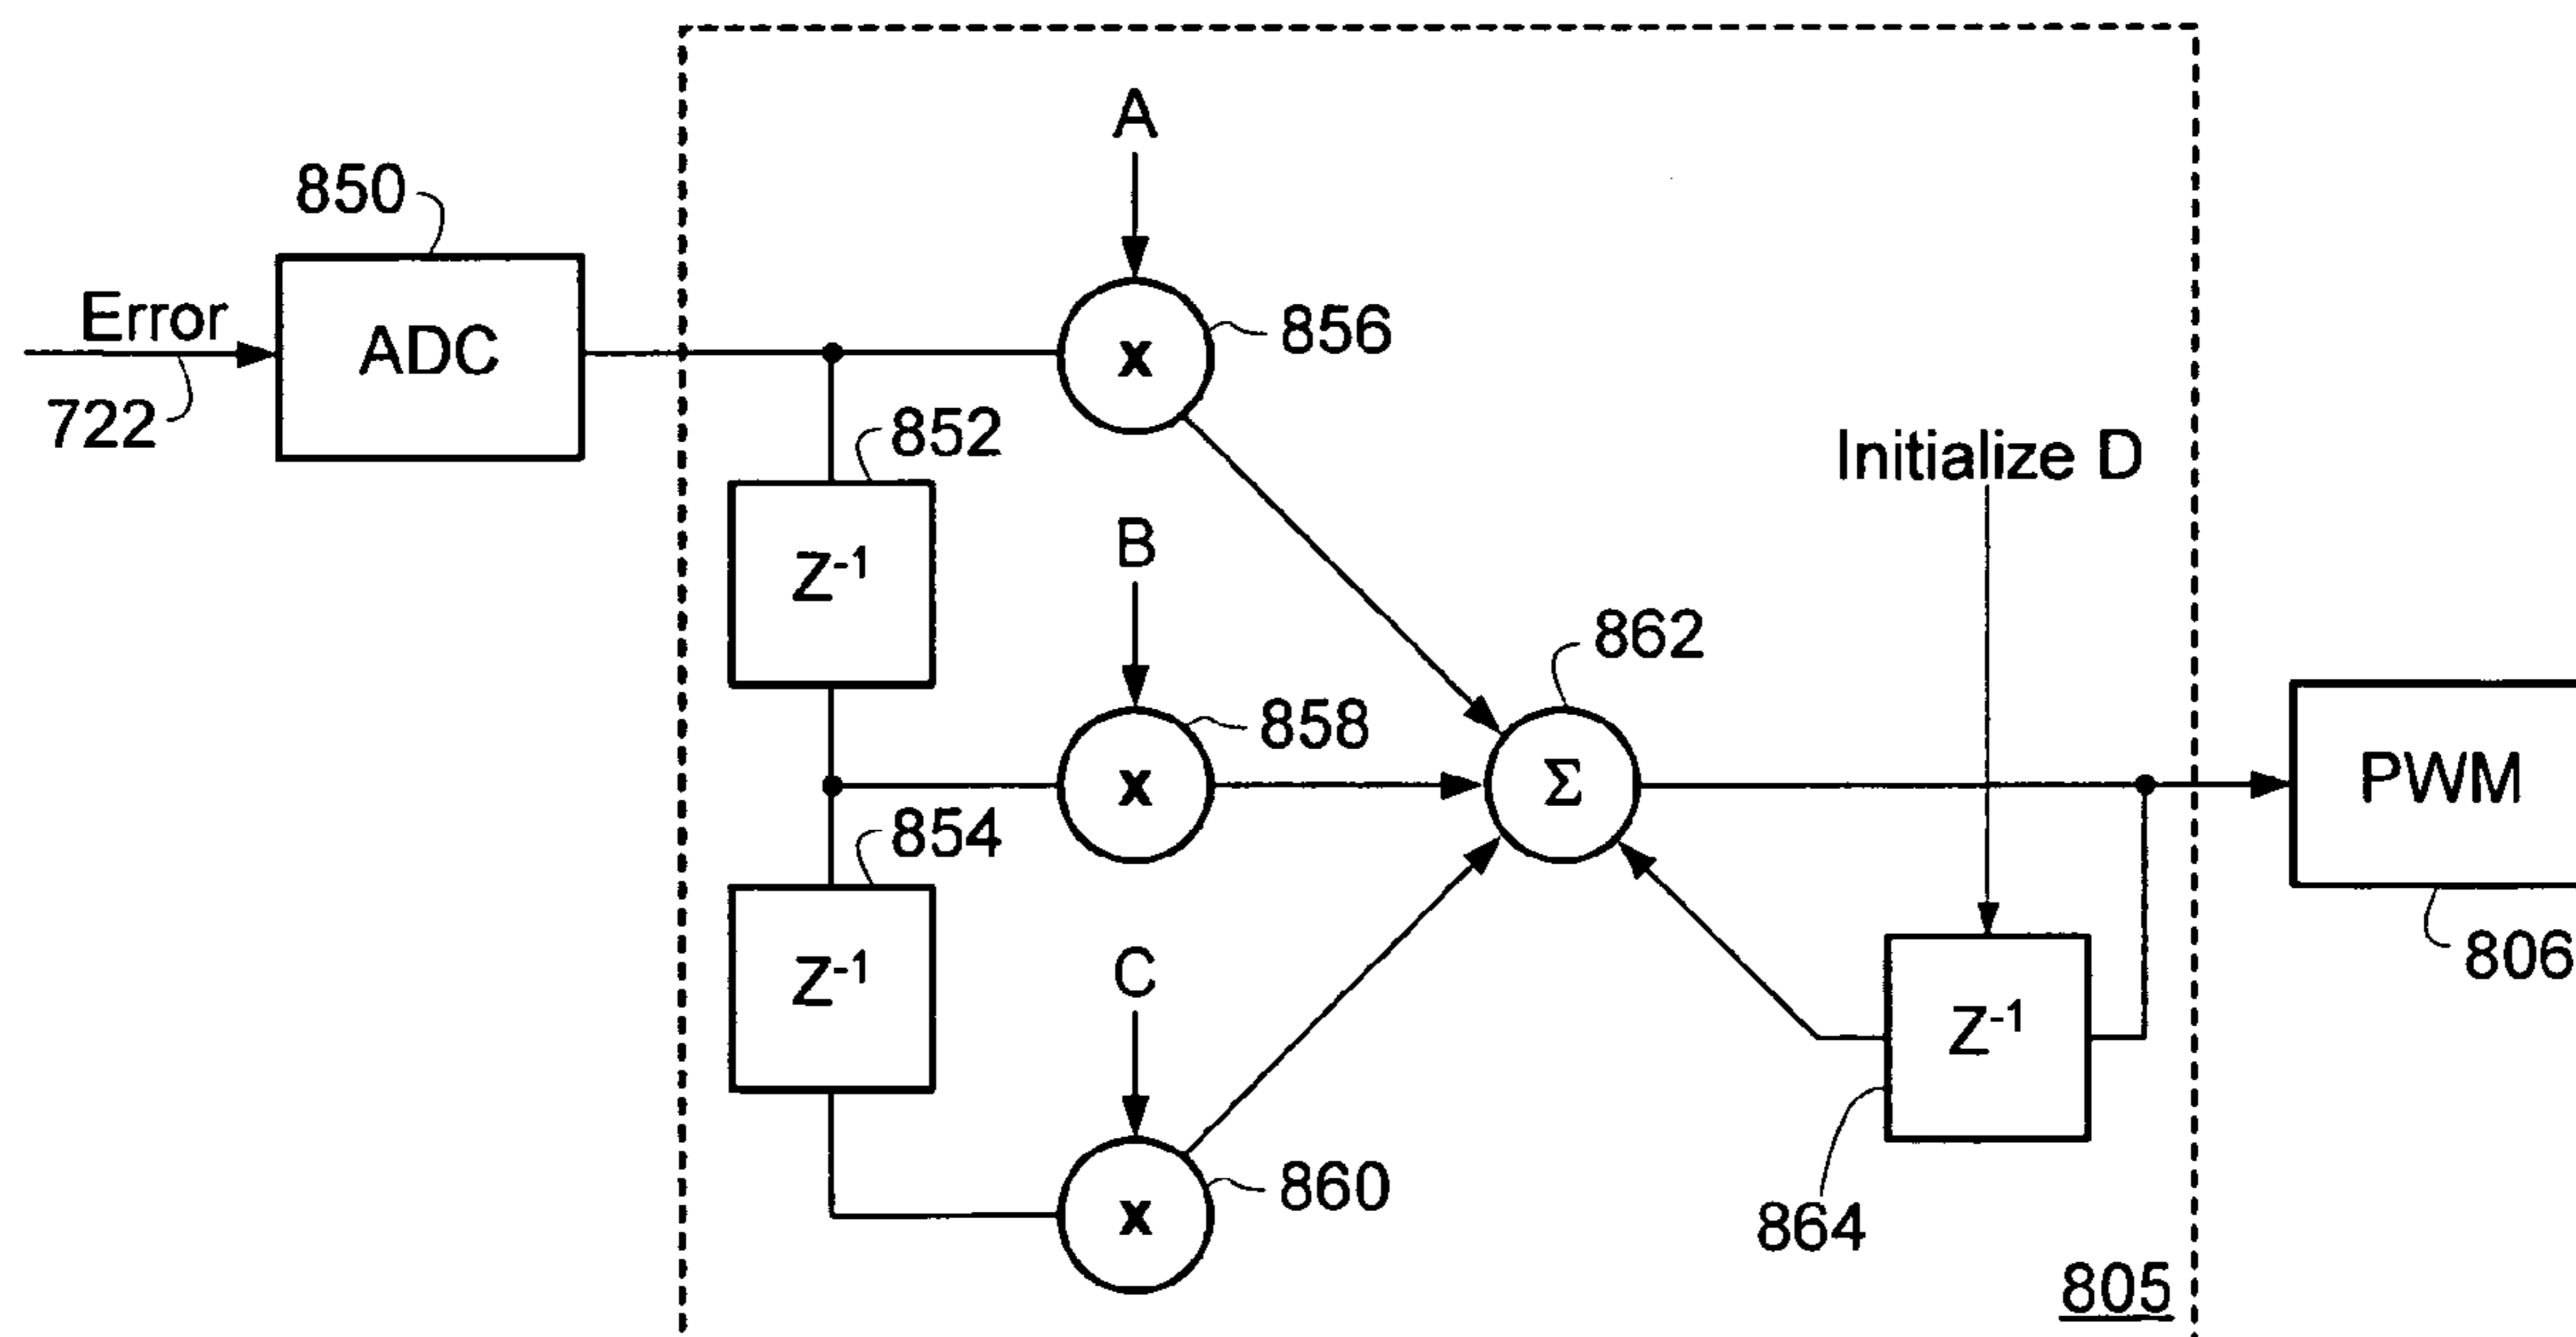 A
850
Error
ADC
722
x
856
852
Z⁻¹
Initialize D
B
x
858
862
Σ
PWM
806
854
Z⁻¹
C
x
860
Z⁻¹
864
805